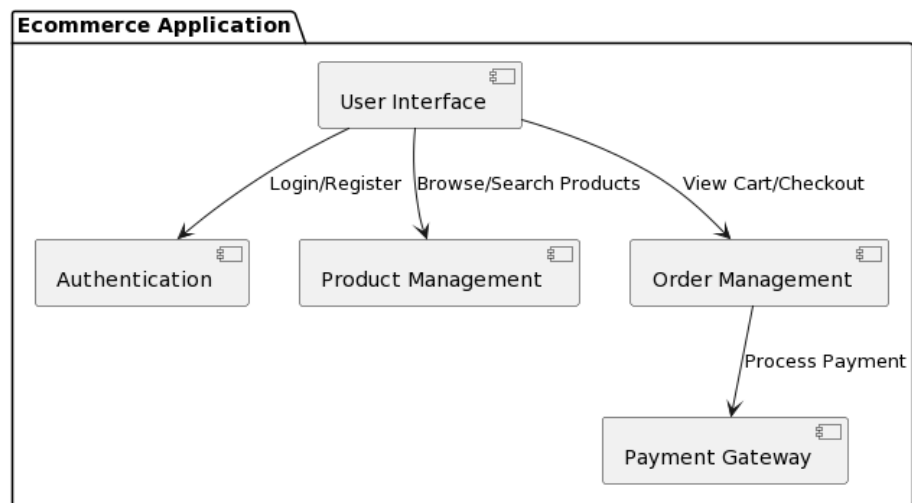 Ecommerce Application
User Interface
Login/Register
Browse/Search Products
View Cart/Checkout
Authentication
Product Management
Order Management
Process Payment
Payment Gateway